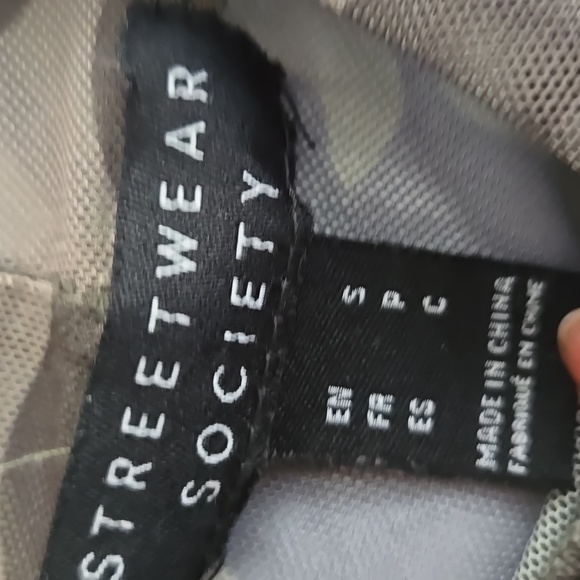 STREETWEAR
SOCIETY
EN S
FR P
ES C
MADE IN CHINA
FABRIQUÉ EN CHINE